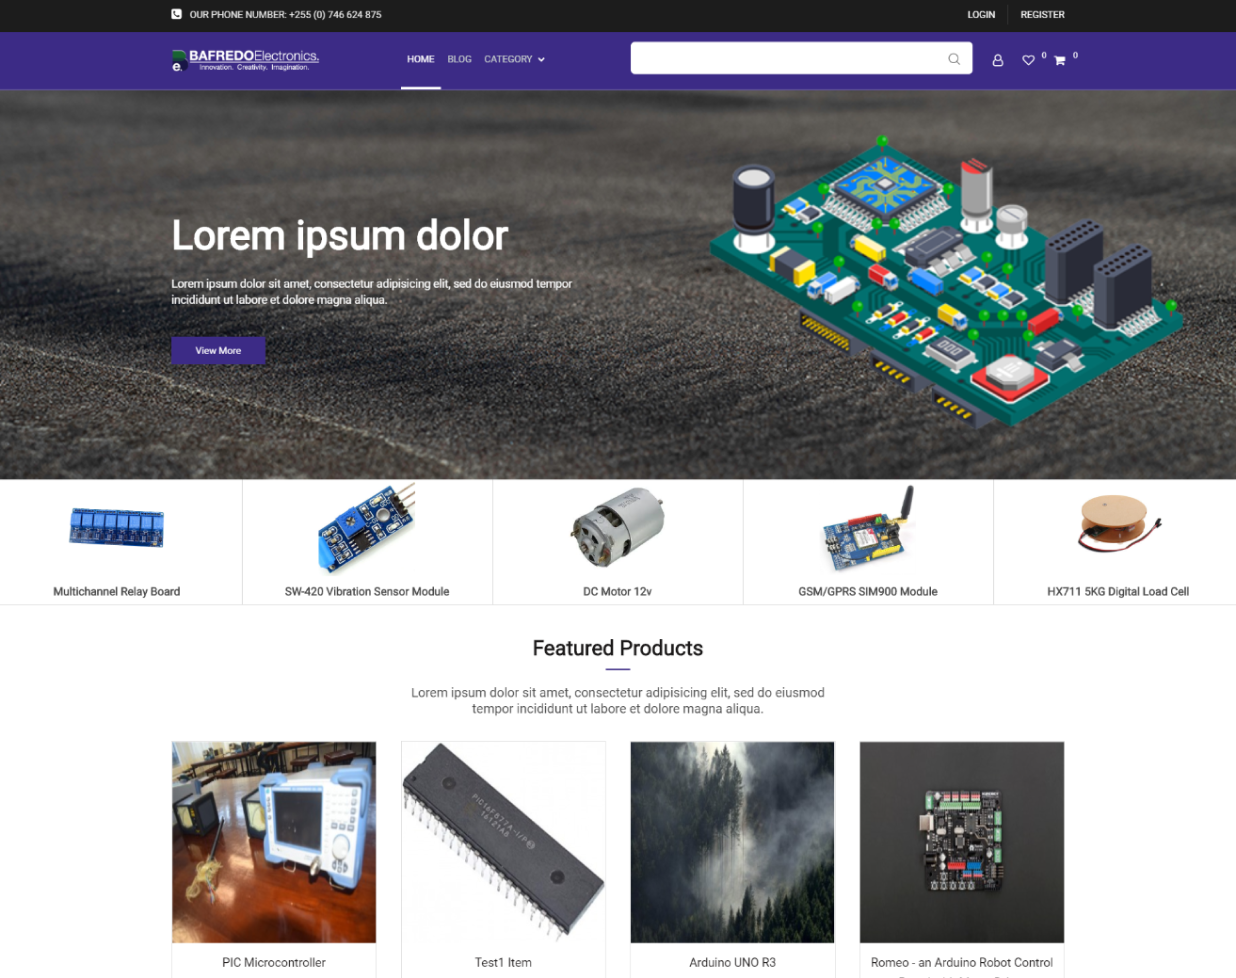 OUR PHONE NUMBER: +255 (0) 746 624 875
LOGIN
REGISTER
BAFREDOElectronics.
Innovation. Creativity. Imagination.
e.
HOME
BLOG
CATEGORY
0
0
Lorem ipsum dolor
Lorem ipsum dolor sit amet, consectetur adipisicing elit, sed do eiusmod tempor
incididunt ut labore et dolore magna aliqua.
View More
Multichannel Relay Board
SW-420 Vibration Sensor Module
DC Motor 12v
GSM/GPRS SIM900 Module
HX711 5KG Digital Load Cell
Featured Products
Lorem ipsum dolor sit amet, consectetur adipisicing elit, sed do eiusmod
tempor incididunt ut labore et dolore magna aliqua.
PIC16F877A-I/P
PIC Microcontroller
Test1 Item
Arduino UNO R3
Romeo - an Arduino Robot Control